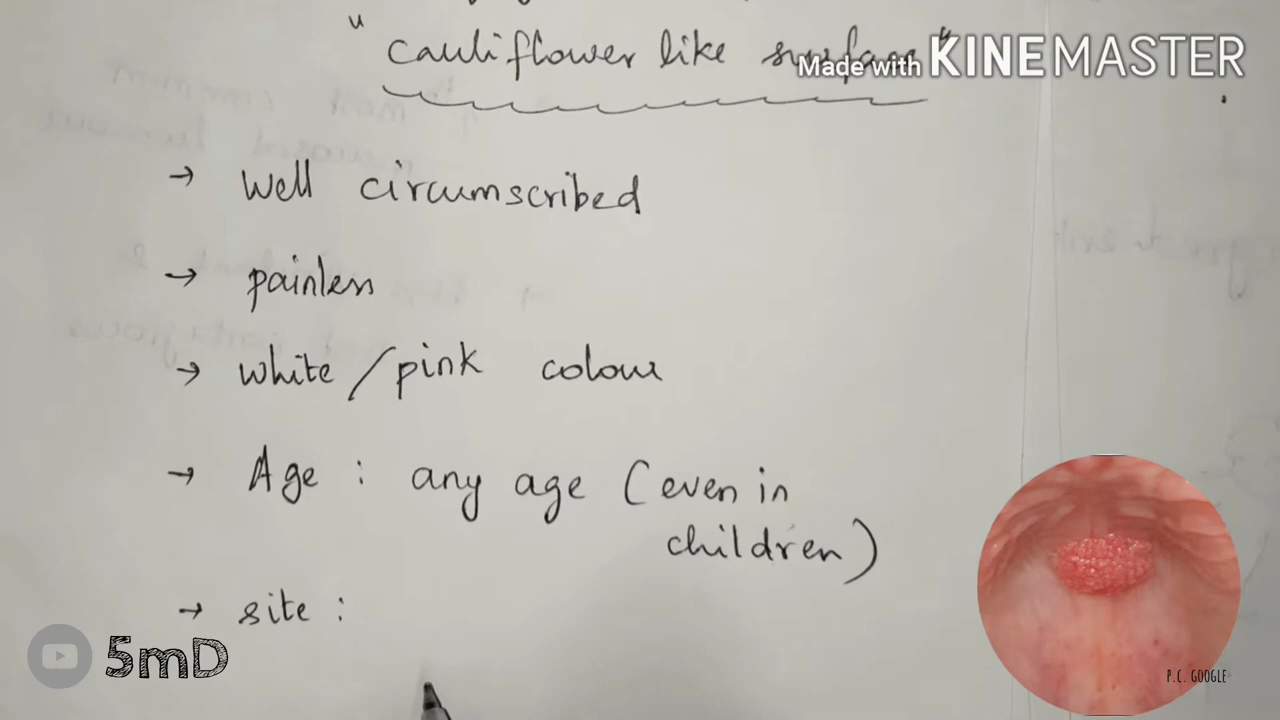 "cauliflower like surface"
Made with KINEMASTER
→ well circumscribed
→ painless
→ white/pink colour
→ Age : any age (even in
children)
→ site :
5mD
P.C. GOOGLE